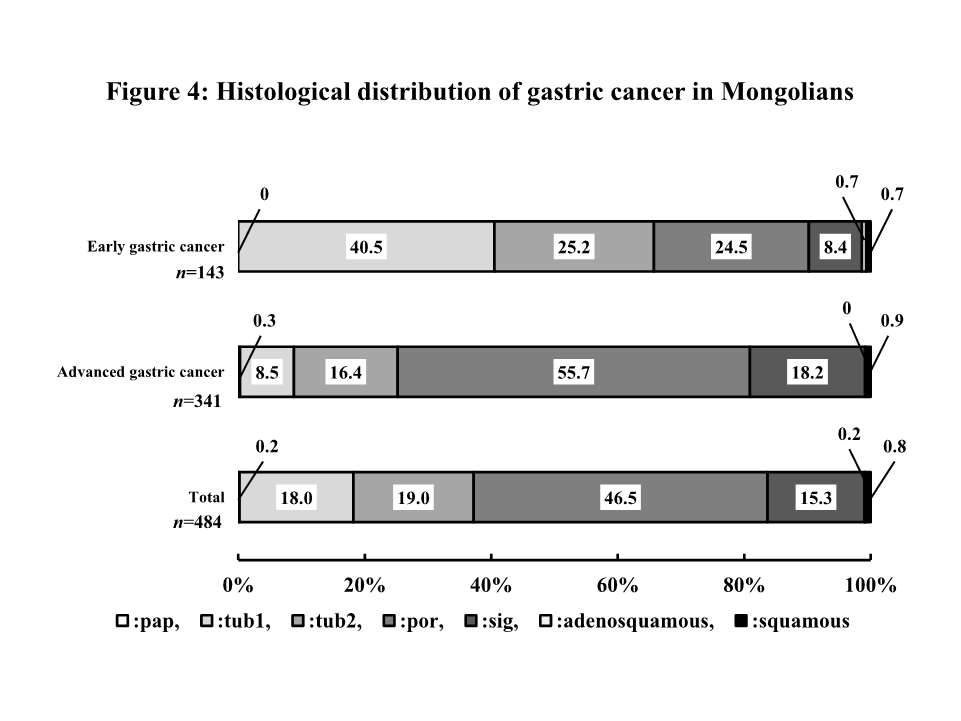 Figure 4: Histological distribution of gastric cancer in Mongolians
0 0.7 0.7
Early gastric cancer 40.5 25.2 24.5 8.4
n=143
0.3 0 0.9
Advanced gastric cancer 8.5 16.4 55.7 18.2
n=341
0.2 0.2 0.8
Total 18.0 19.0 46.5 15.3
n=484
0% 20% 40% 60% 80% 100%
:pap, :tub1, :tub2, :por, :sig, :adenosquamous, :squamous